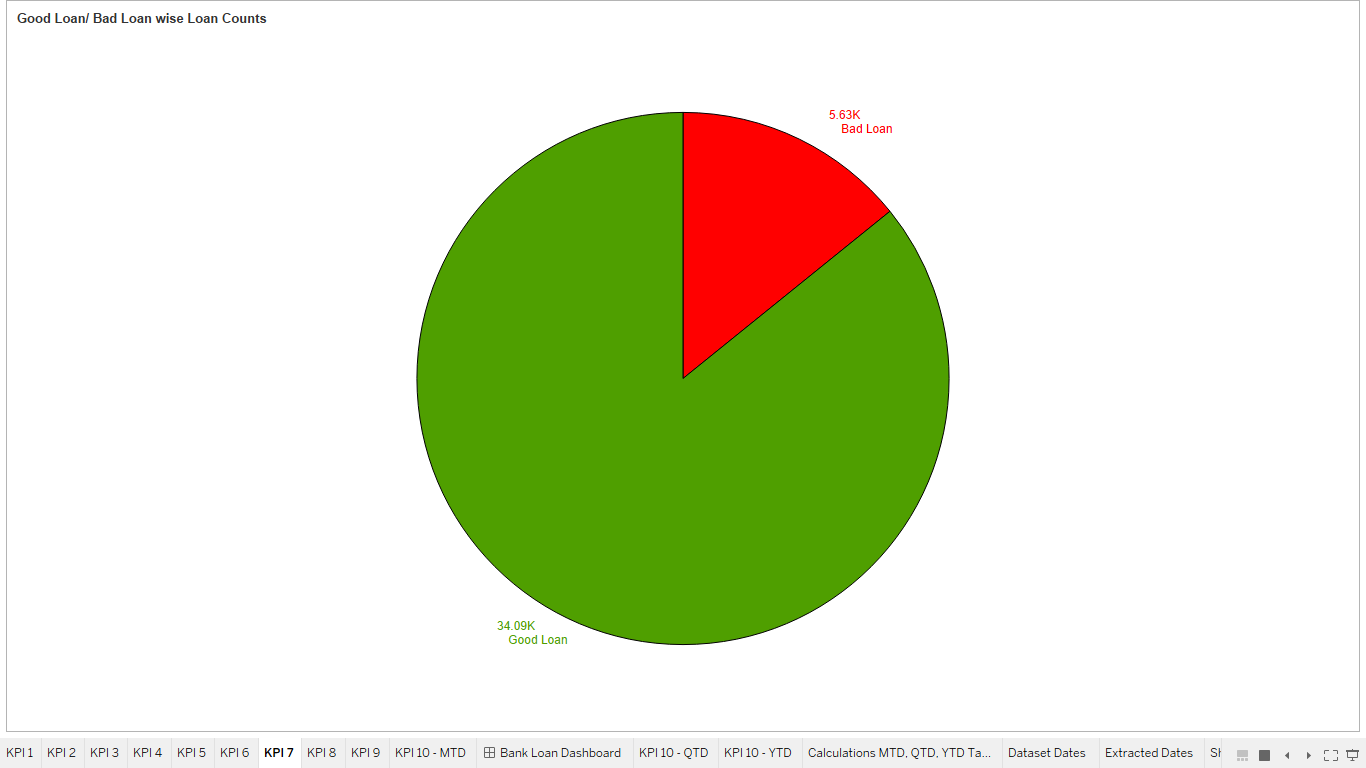 Good Loan/ Bad Loan wise Loan Counts
5.63K
Bad Loan
34.09K
Good Loan
KPI 1 KPI 2 KPI 3 KPI 4 KPI 5 KPI 6 KPI 7 KPI 8 KPI 9 KPI 10 - MTD Bank Loan Dashboard KPI 10 - QTD KPI 10 - YTD Calculations MTD, QTD, YTD Ta... Dataset Dates Extracted Dates